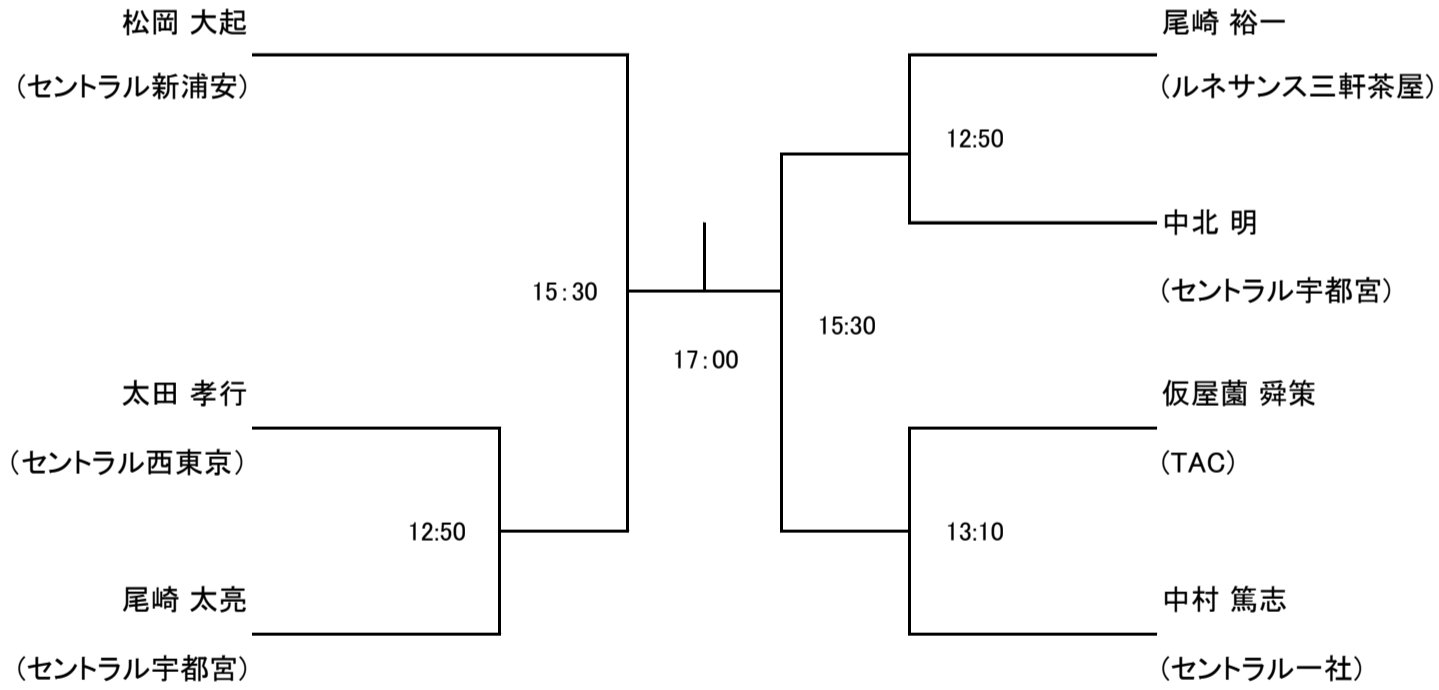 松岡 大起
(セントラル新浦安)
15:30
太田 孝行
(セントラル西東京)
12:50
尾崎 太亮
(セントラル宇都宮)
17:00
尾崎 裕一
(ルネサンス三軒茶屋)
12:50
中北 明
(セントラル宇都宮)
15:30
仮屋薗 舜策
(TAC)
13:10
中村 篤志
(セントラル一社)